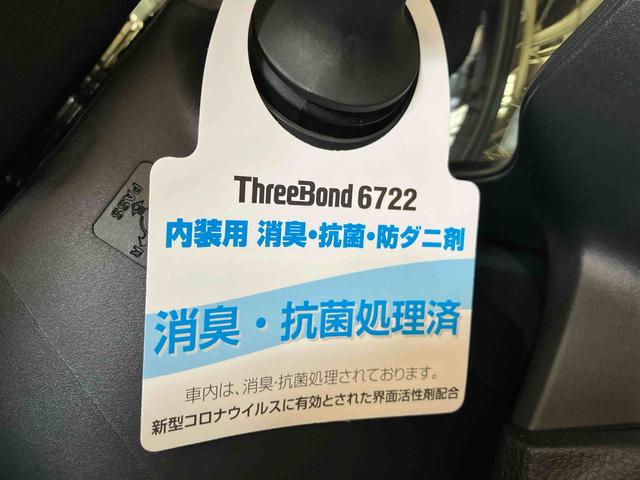 ThreeBond 6722
内装用 消臭・抗菌・防ダニ剤
消臭・抗菌処理済
車内は、消臭・抗菌処理されております。
新型コロナウイルスに有効とされた界面活性剤配合
PASS